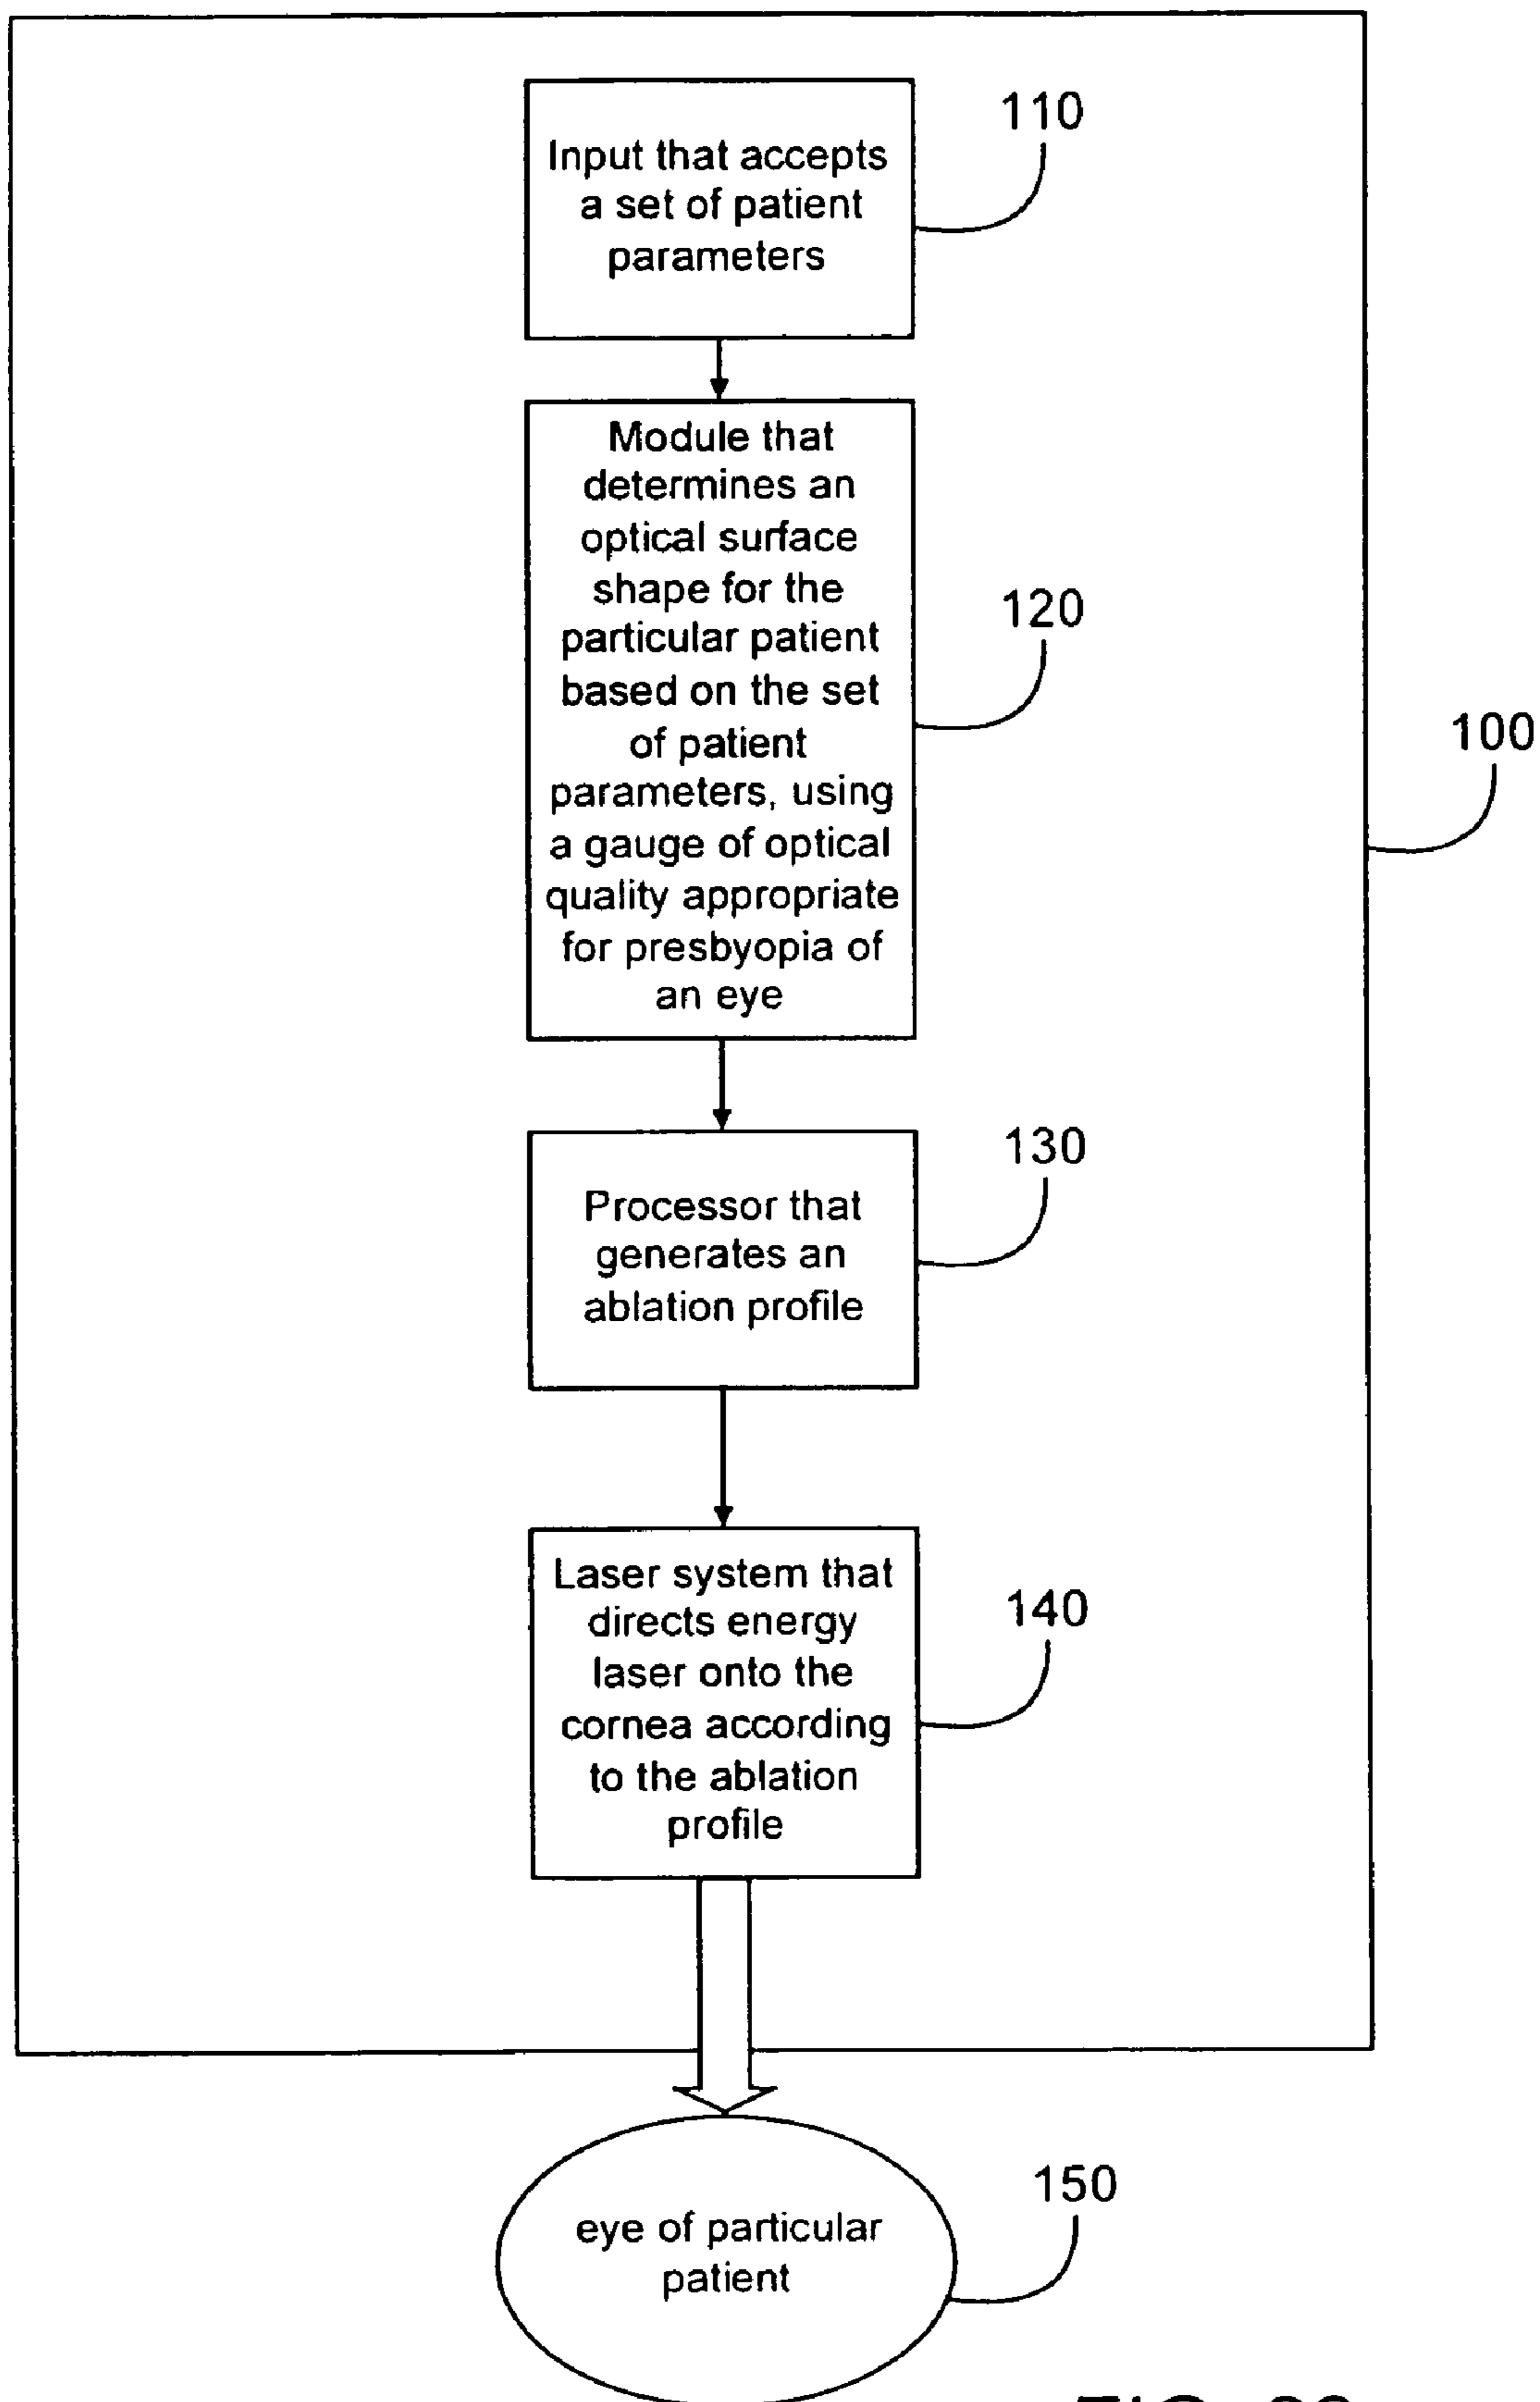 110
Input that accepts
a set of patient
parameters
Module that
determines an
optical surface
shape for the
particular patient
based on the set
of patient
parameters, using
a gauge of optical
quality appropriate
for presbyopia of
an eye
120
100
130
Processor that
generates an
ablation profile
Laser system that
directs energy
laser onto the
cornea according
to the ablation
profile
140
150
eye of particular
patient